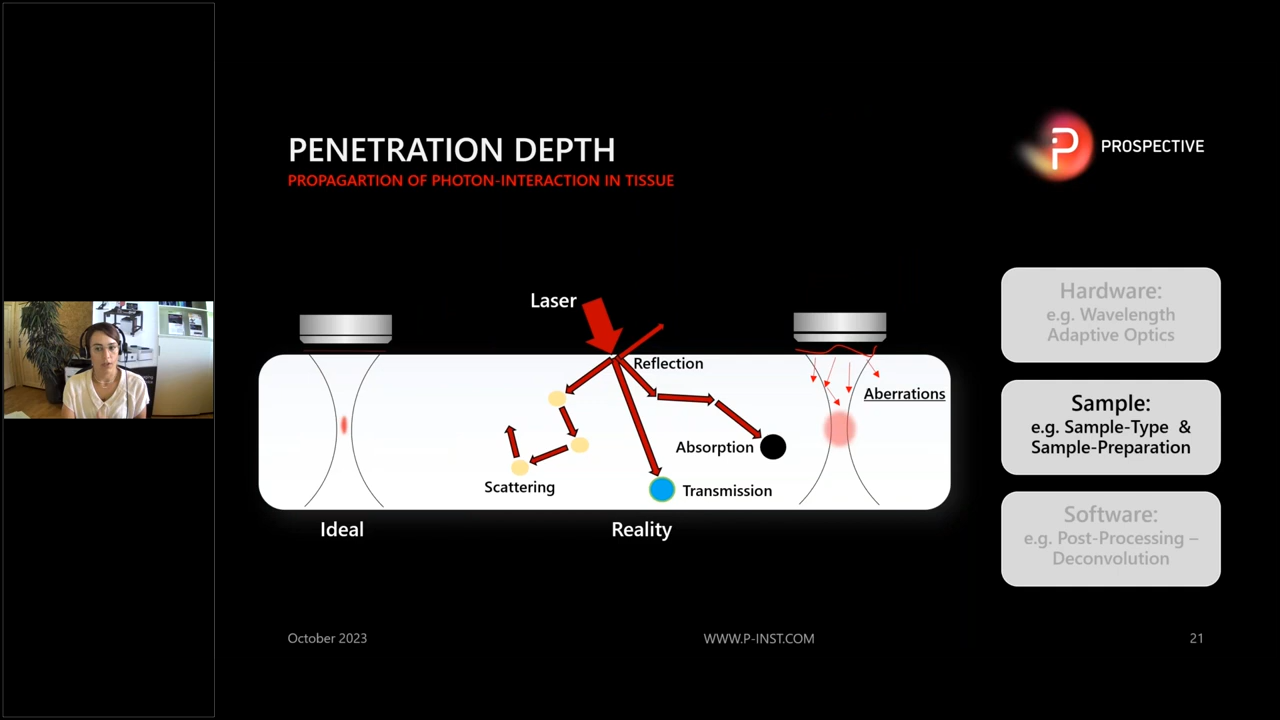 PENETRATION DEPTH
PROPAGARTION OF PHOTON-INTERACTION IN TISSUE
PROSPECTIVE
Laser
Reflection
Aberrations
Absorption
Scattering
Transmission
Ideal
Reality
Hardware:
e.g. Wavelength
Adaptive Optics
Sample:
e.g. Sample-Type &
Sample-Preparation
Software:
e.g. Post-Processing –
Deconvolution
October 2023
WWW.P-INST.COM
21